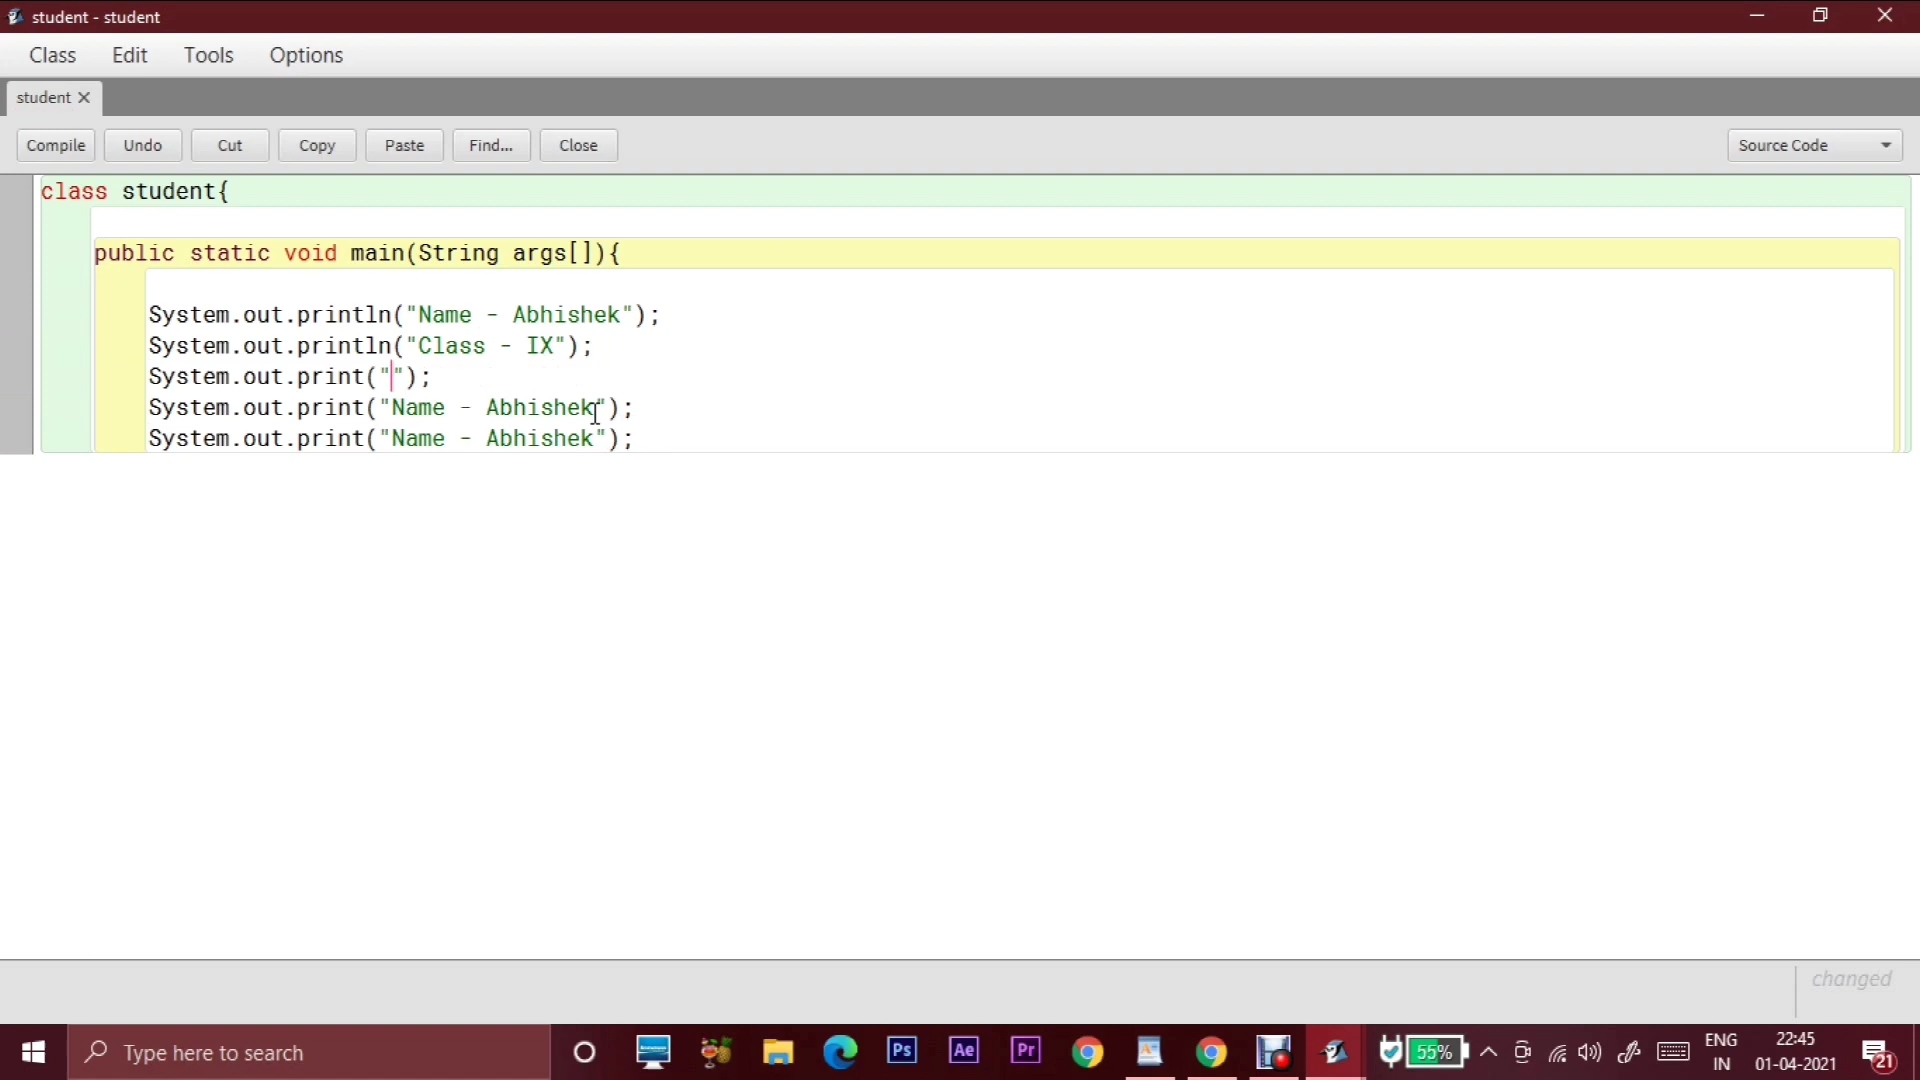 student - student
Class Edit Tools Options
student
Compile Undo Cut Copy Paste Find... Close Source Code
class student{
public static void main(String args[]){
System.out.println("Name - Abhishek");
System.out.println("Class - IX");
System.out.print("");
System.out.print("Name - Abhishek");
System.out.print("Name - Abhishek");
changed
Type here to search
Ps Ae Pr 55% ENG 22:45
IN 01-04-2021 21